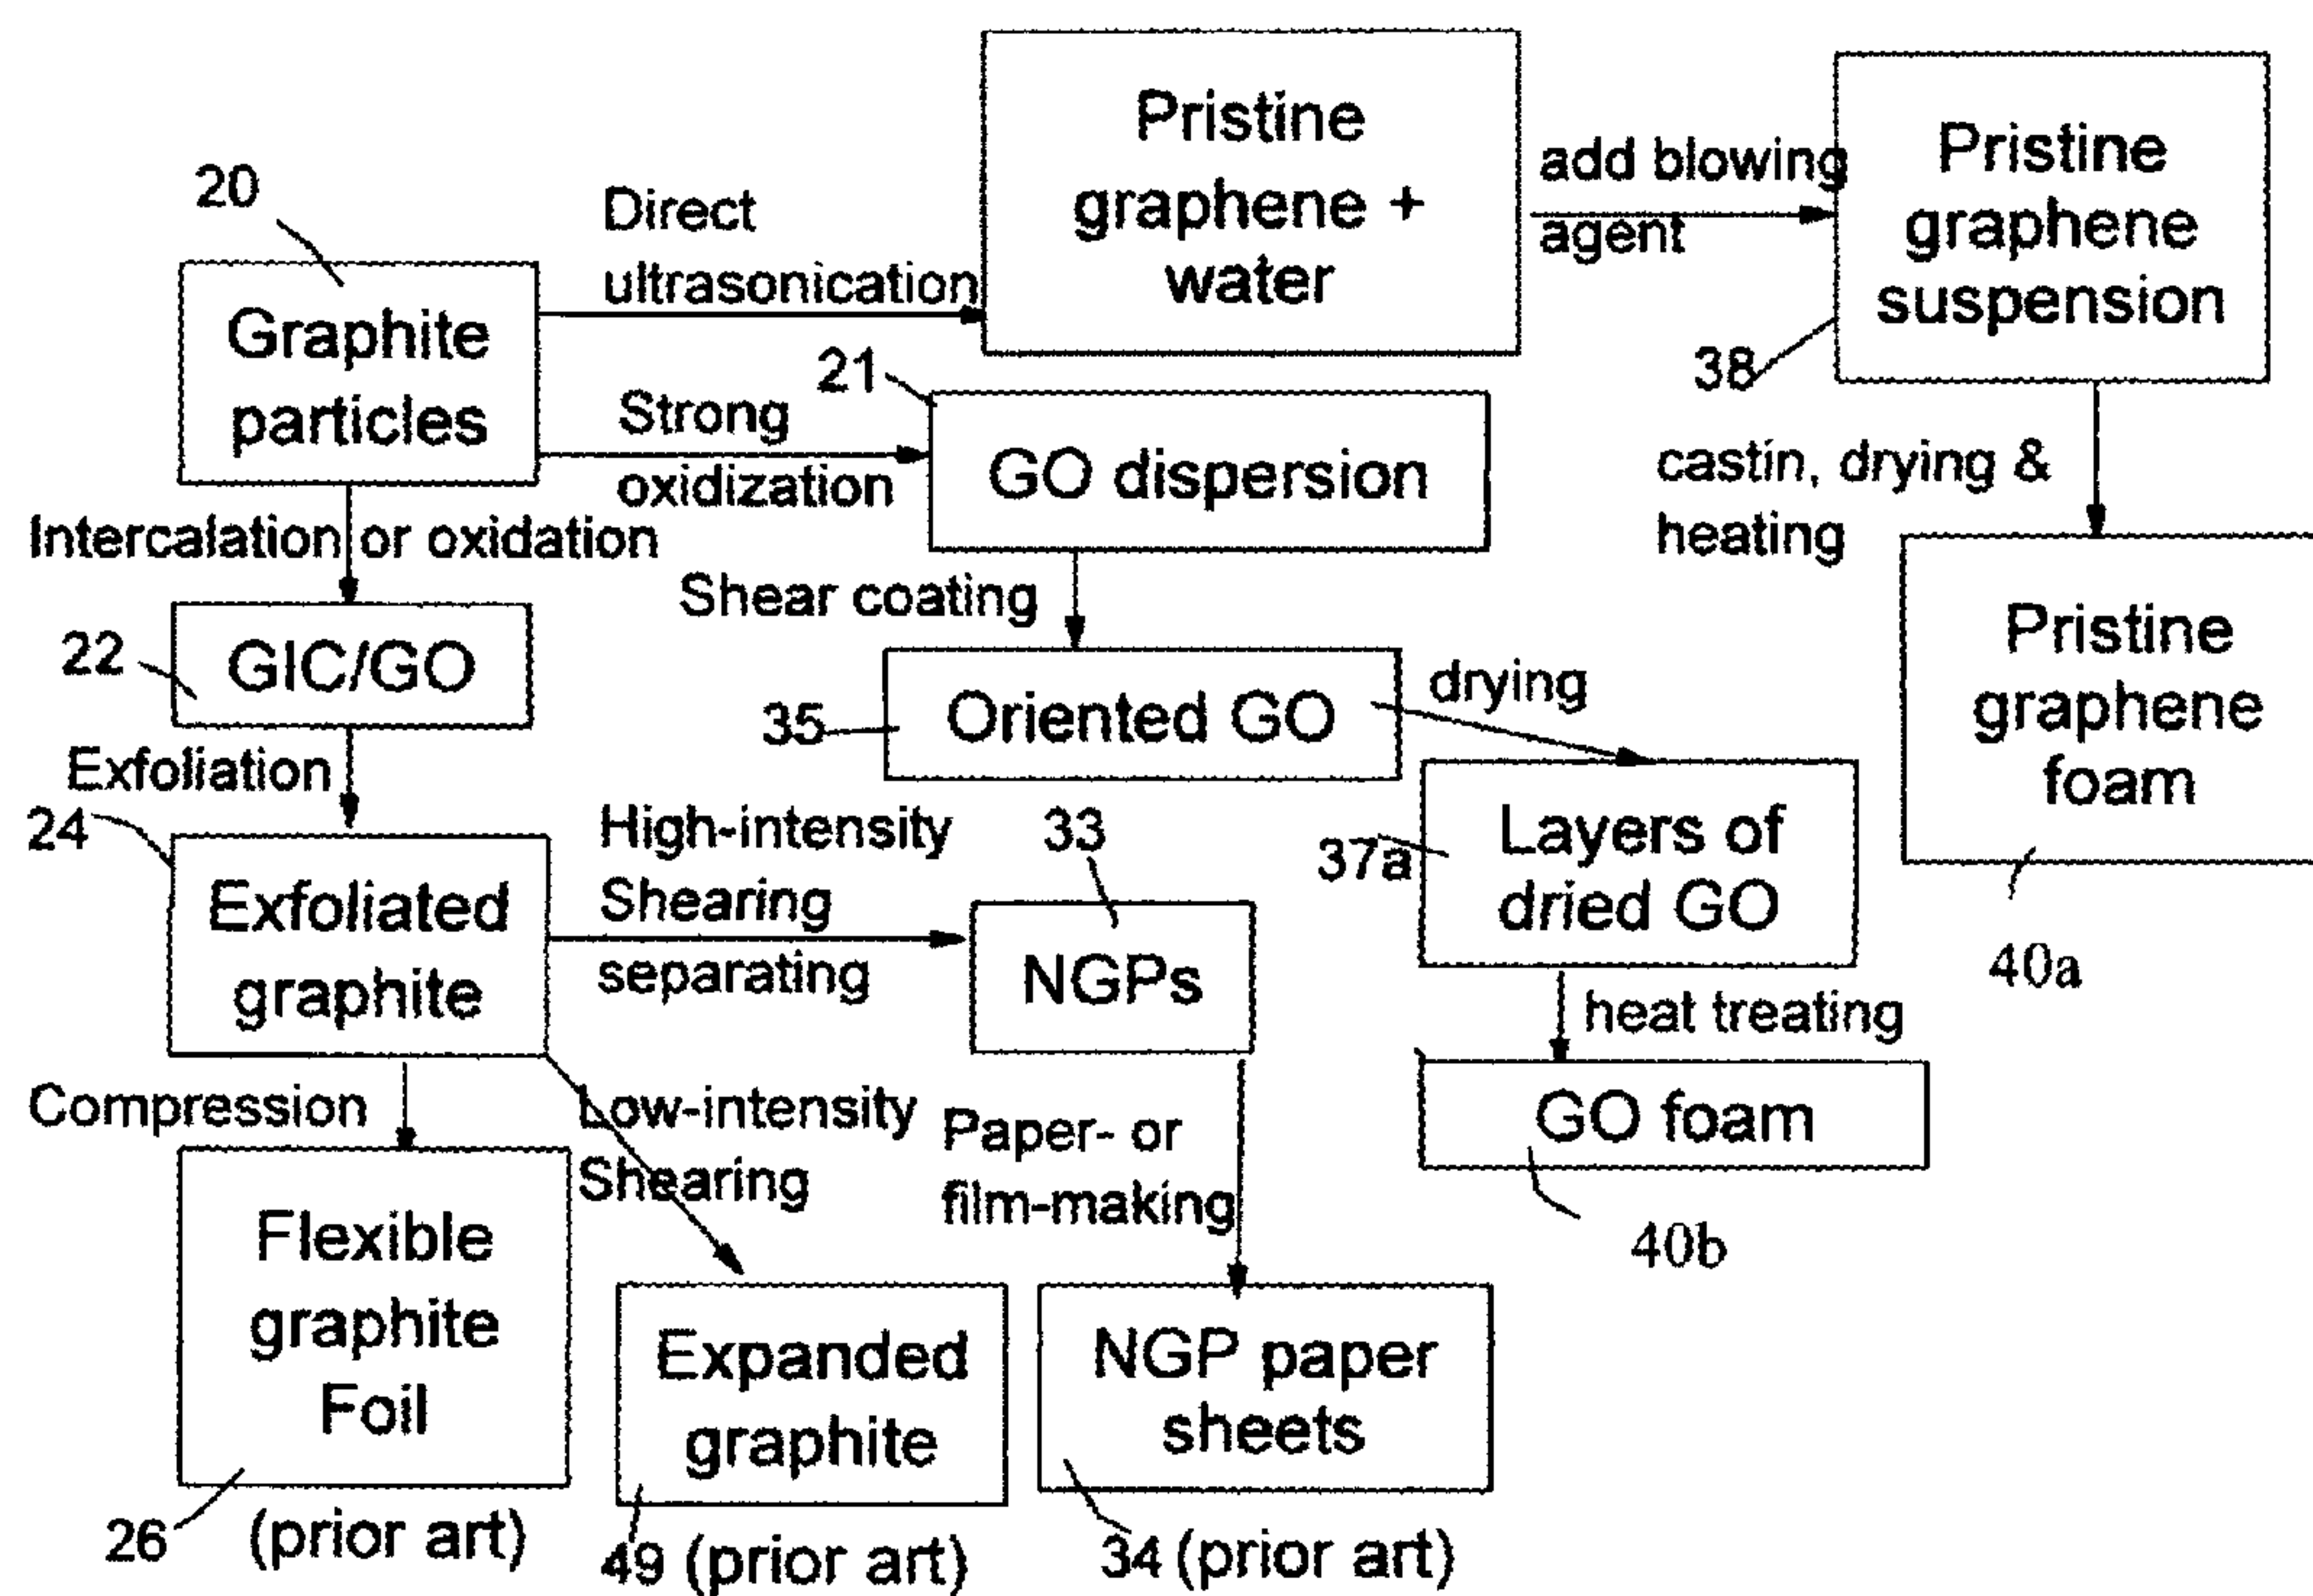 Pristine
graphene +
water
add blowing
agent
Pristine
graphene
suspension
38
20
Graphite
particles
Direct
ultrasonication
21
Strong
oxidization
GO dispersion
castin, drying &
heating
Pristine
graphene
foam
40a
Intercalation or oxidation
22
GIC/GO
Shear coating
35
Oriented GO
drying
Layers of
dried GO
37a
heat treating
GO foam
40b
Exfoliation
24
Exfoliated
graphite
High-intensity
Shearing
separating
33
NGPs
Compression
Low-intensity
Shearing
Paper- or
film-making
Flexible
graphite
Foil
26 (prior art)
Expanded
graphite
49 (prior art)
NGP paper
sheets
34 (prior art)